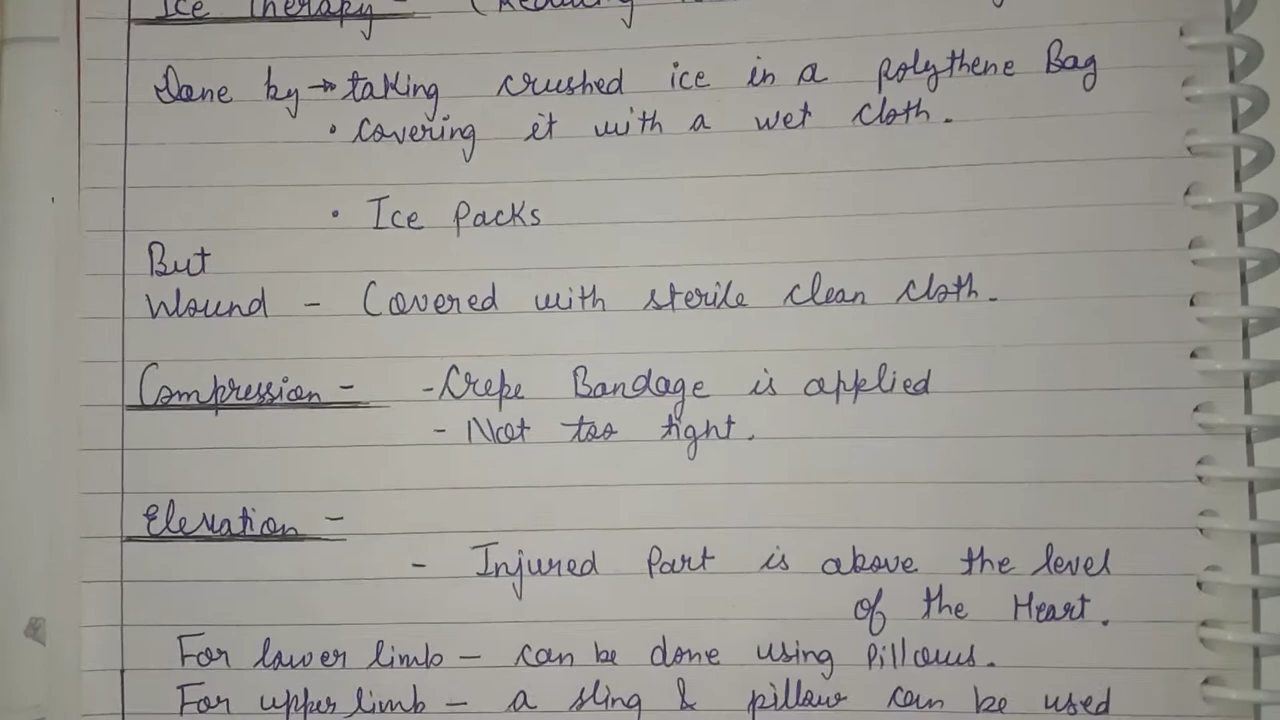 Ice Therapy -
Done by → taking crushed ice in a polythene Bag
• covering it with a wet cloth.
• Ice Packs
But
Wound - Covered with sterile clean cloth.
Compression - - Crepe Bandage is applied
- Not too tight.
Elevation -
- Injured Part is above the level
of the Heart.
For lower limb - can be done using Pillows.
For upper limb - a sling & pillow can be used